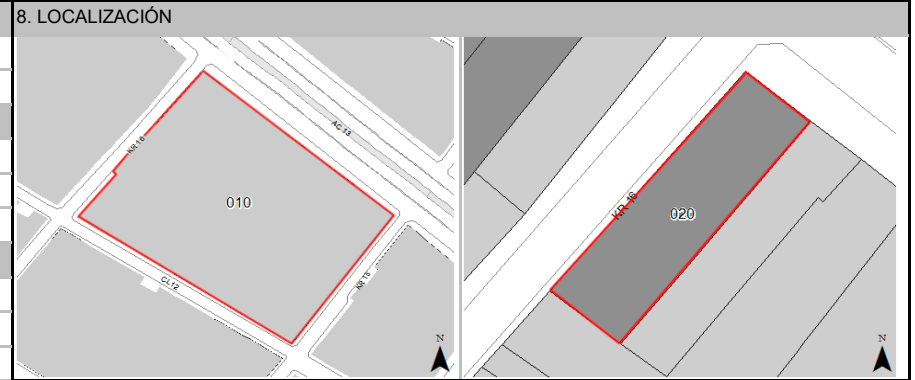 8. LOCALIZACIÓN
AC 13
KR 16
010
CL 12
KR 15
N
KR 16
020
N